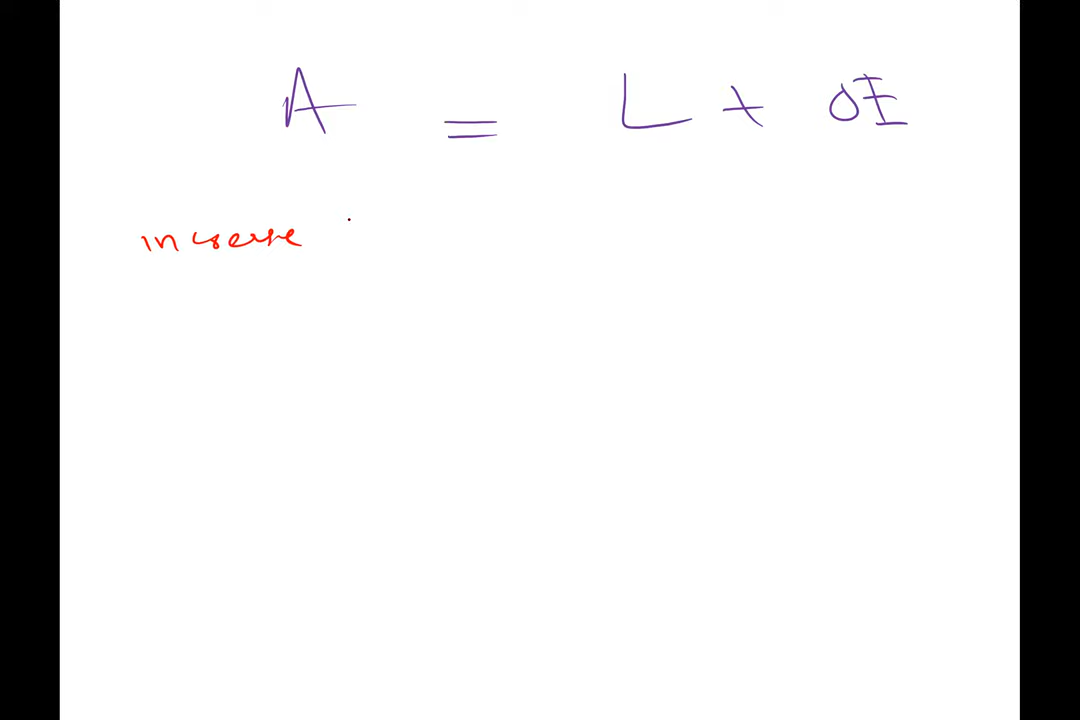 A = L + OE
increase